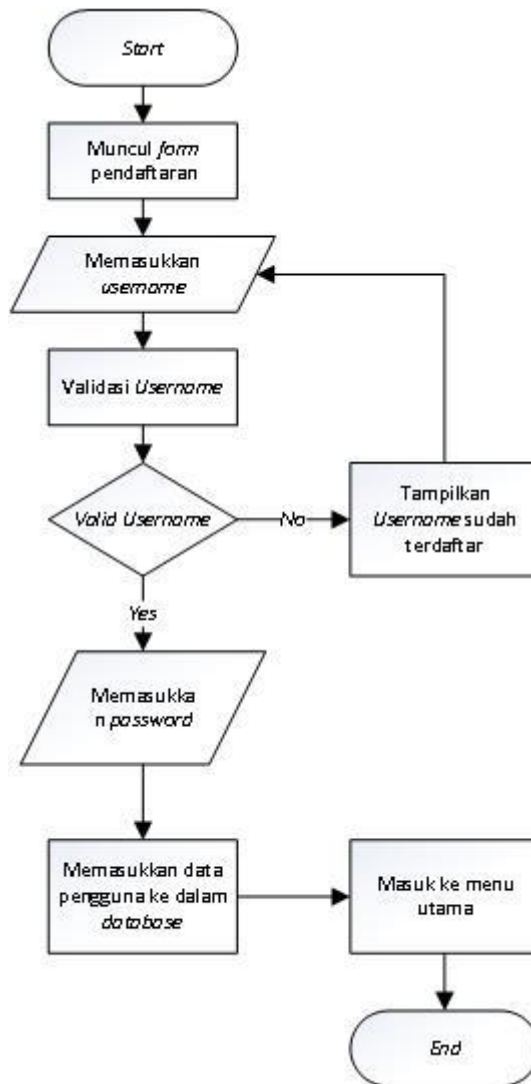 Start
Muncul form
pendaftaran
Memasukkan
username
Validasi Username
Valid Username
No
Tampilkan
Username sudah
terdaftar
Yes
Memasukka
n password
Memasukkan data
pengguna ke dalam
database
Masuk ke menu
utama
End